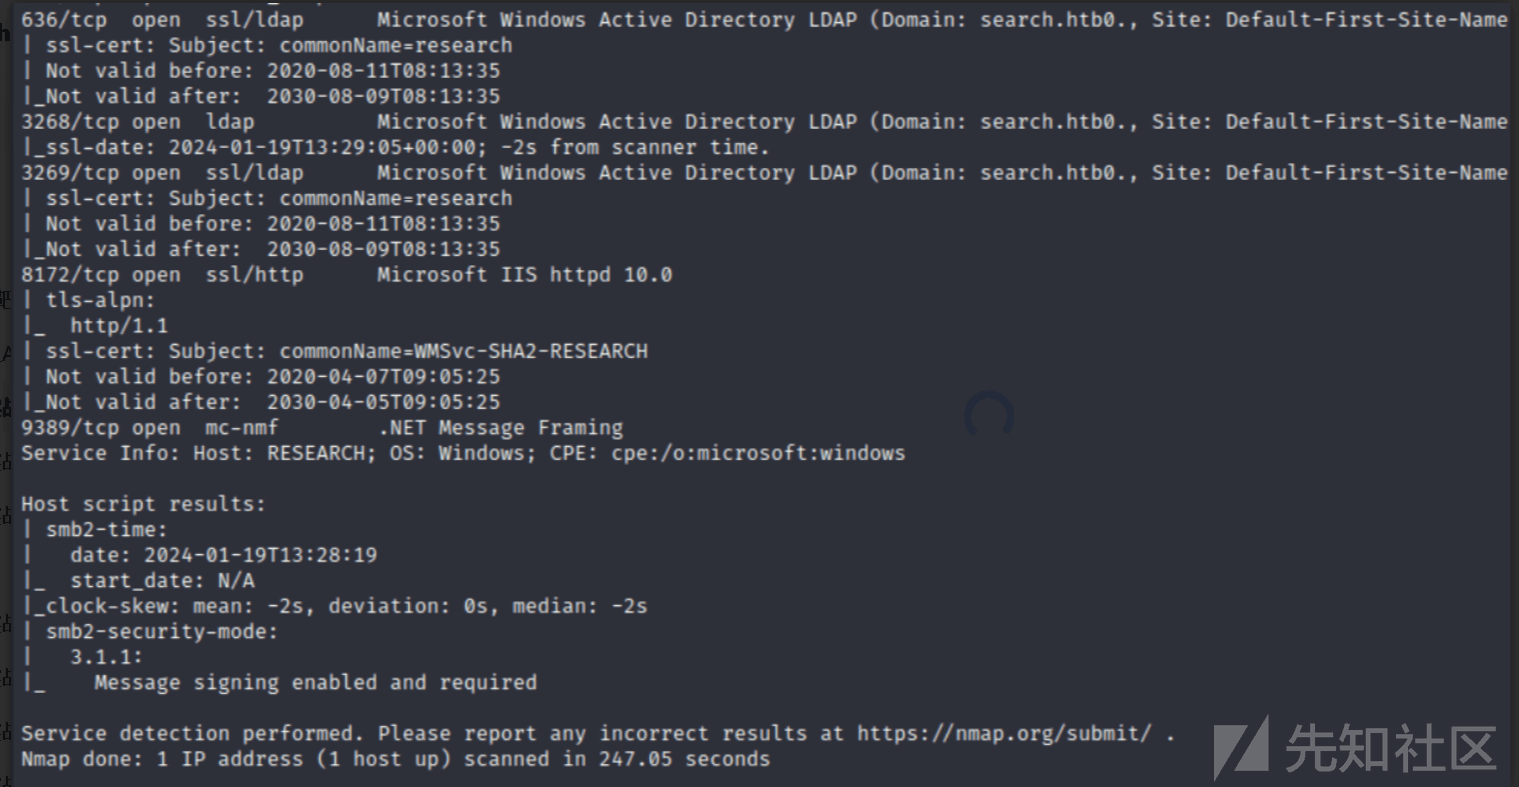 636/tcp  open  ssl/ldap      Microsoft Windows Active Directory LDAP (Domain: search.htb0., Site: Default-First-Site-Name
| ssl-cert: Subject: commonName=research
| Not valid before: 2020-08-11T08:13:35
|_Not valid after:  2030-08-09T08:13:35
3268/tcp open  ldap          Microsoft Windows Active Directory LDAP (Domain: search.htb0., Site: Default-First-Site-Name
|_ssl-date: 2024-01-19T13:29:05+00:00; -2s from scanner time.
3269/tcp open  ssl/ldap      Microsoft Windows Active Directory LDAP (Domain: search.htb0., Site: Default-First-Site-Name
| ssl-cert: Subject: commonName=research
| Not valid before: 2020-08-11T08:13:35
|_Not valid after:  2030-08-09T08:13:35
8172/tcp open  ssl/http      Microsoft IIS httpd 10.0
| tls-alpn:
|_  http/1.1
| ssl-cert: Subject: commonName=WMSvc-SHA2-RESEARCH
| Not valid before: 2020-04-07T09:05:25
|_Not valid after:  2030-04-05T09:05:25
9389/tcp open  mc-nmf        .NET Message Framing
Service Info: Host: RESEARCH; OS: Windows; CPE: cpe:/o:microsoft:windows

Host script results:
| smb2-time:
|   date: 2024-01-19T13:28:19
|_  start_date: N/A
|_clock-skew: mean: -2s, deviation: 0s, median: -2s
| smb2-security-mode:
|   3.1.1:
|_    Message signing enabled and required

Service detection performed. Please report any incorrect results at https://nmap.org/submit/ .
Nmap done: 1 IP address (1 host up) scanned in 247.05 seconds
先知社区